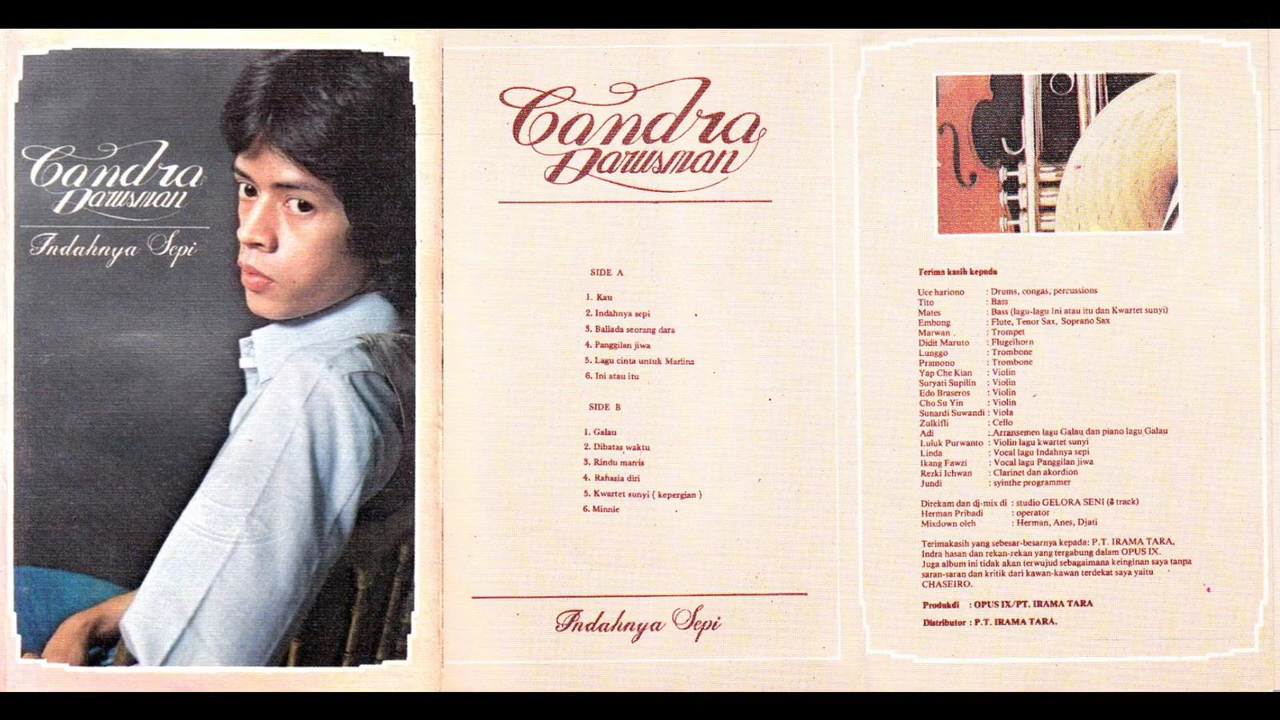 Candra
Darusman
Indahnya Sepi
Candra
Darusman
SIDE A
1. Kau
2. Indahnya sepi
3. Ballada seorang dara
4. Panggilan jiwa
5. Lagu cinta untuk Marlina
6. Ini atau itu
SIDE B
1. Galau
2. Dibatas waktu
3. Rindu manis
4. Rahasia diri
5. Kwartet sunyi ( kepergian )
6. Minnie
Indahnya Sepi
Terima kasih kepada
Uce hariono : Drums, congas, percussions
Tito : Bass
Mates : Bass (lagu-lagu Ini atau itu dan Kwartet sunyi)
Embong : Flute, Tenor Sax, Soprano Sax
Marwan : Trompet
Didit Maruto : Flugelhorn
Lunggo : Trombone
Pramono : Trombone
Yap Che Kian : Violin
Suryati Supilin : Violin
Edo Braseros : Violin
Cho Su Yin : Violin
Sunardi Suwandi : Viola
Zulkifli : Cello
Adi : Arransemen lagu Galau dan piano lagu Galau
Luluk Purwanto : Violin lagu kwartet sunyi
Linda : Vocal lagu Indahnya sepi
Ikang Fawzi : Vocal lagu Panggilan jiwa
Rezki Ichwan : Clarinet dan akordion
Jundi : syinthe programmer
Direkam dan dj-mix di : studio GELORA SENI (8 track)
Herman Pribadi : operator
Mixdown oleh : Herman, Anes, Djati
Terimakasih yang sebesar-besarnya kepada: P.T. IRAMA TARA,
Indra hasan dan rekan-rekan yang tergabung dalam OPUS IX.
Juga album ini tidak akan terwujud sebagaimana keinginan saya tanpa
saran-saran dan kritik dari kawan-kawan terdekat saya yaitu
CHASEIRO.
Produkdi : OPUS IX/PT. IRAMA TARA
Distributor : P.T. IRAMA TARA.